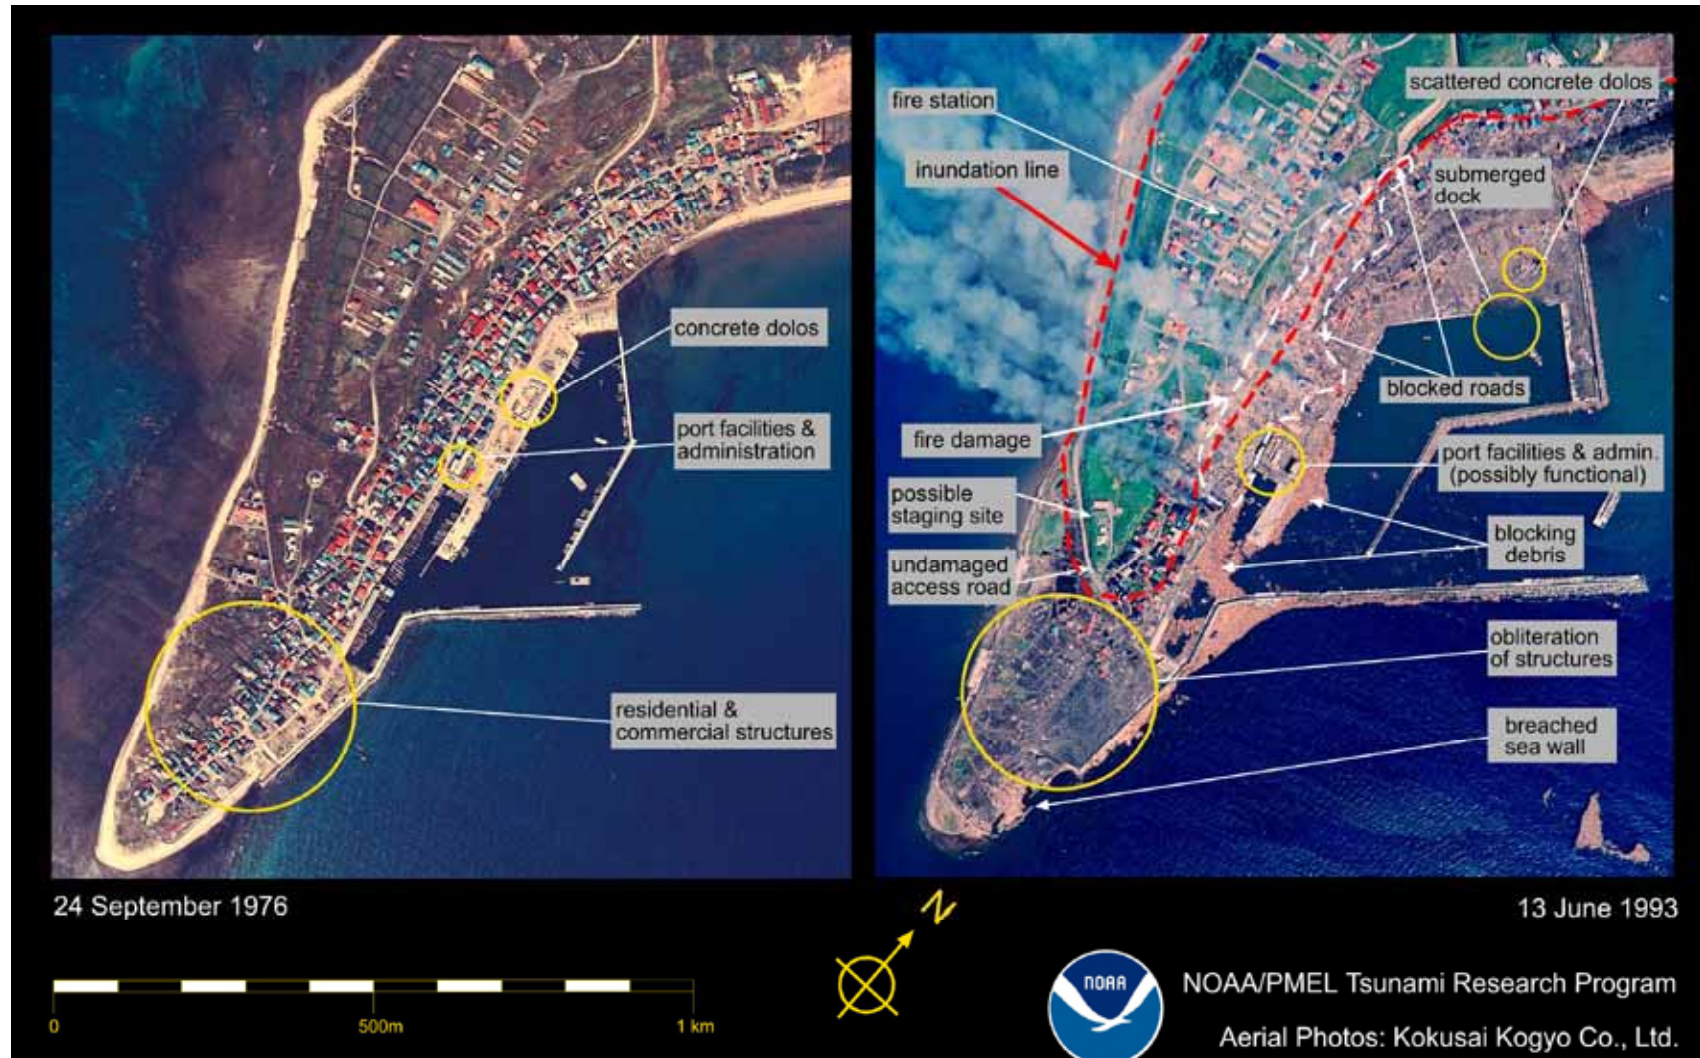 concrete dolos
port facilities &
administration
residential &
commercial structures
24 September 1976
scattered concrete dolos
fire station
inundation line
submerged
dock
blocked roads
fire damage
port facilities & admin.
(possibly functional)
possible
staging site
blocking
debris
undamaged
access road
obliteration
of structures
breached
sea wall
13 June 1993
N
0
500m
1 km
NOAA
NOAA/PMEL Tsunami Research Program
Aerial Photos: Kokusai Kogyo Co., Ltd.